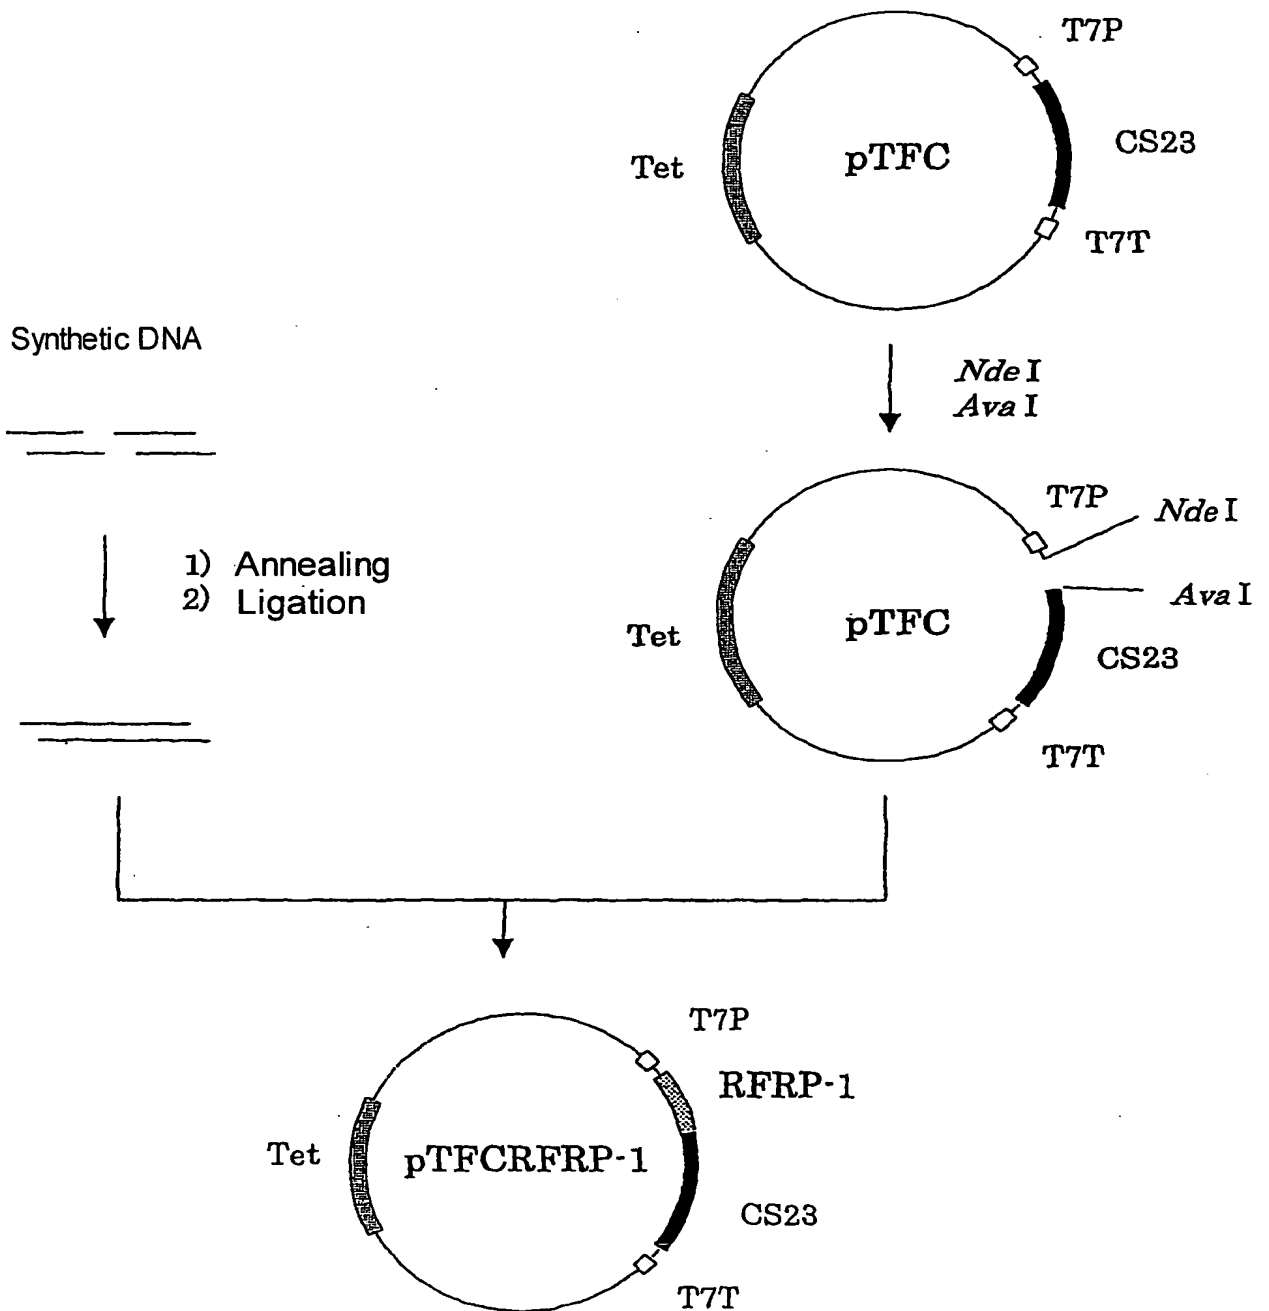 T7P
CS23
Tet
pTFC
T7T
Synthetic DNA
Nde I
Ava I
1) Annealing
2) Ligation
T7P
Nde I
Ava I
Tet
pTFC
CS23
T7T
T7P
RFRP-1
Tet
pTFCRFRP-1
CS23
T7T